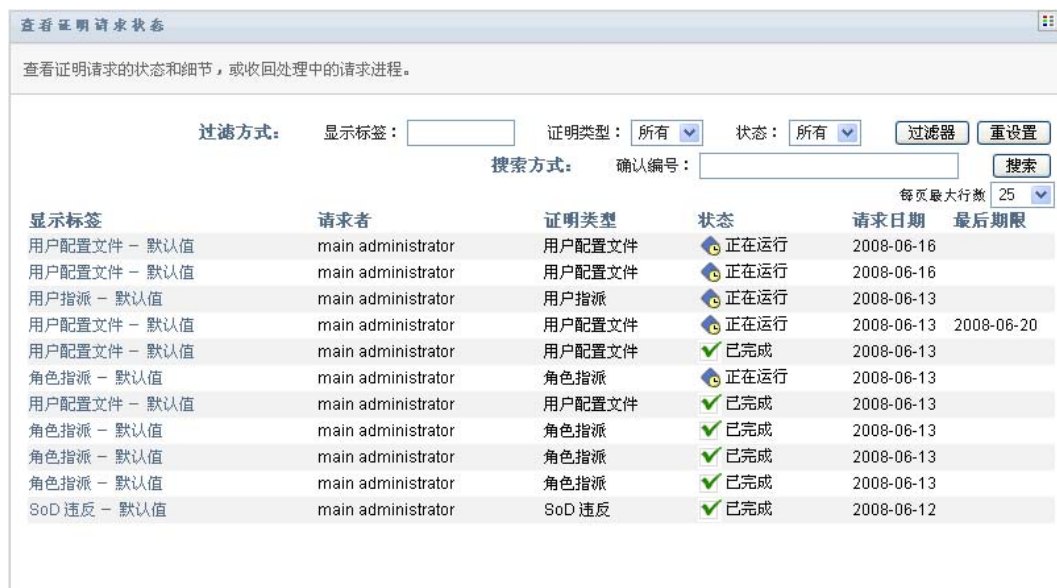 查看证明请求状态
查看证明请求的状态和细节，或收回处理中的请求进程。
过滤方式： 显示标签： 证明类型： 所有 状态： 所有 过滤器 重设置
搜索方式： 确认编号： 搜索
每页最大行数 25
显示标签 请求者 证明类型 状态 请求日期 最后期限
用户配置文件 － 默认值 main administrator 用户配置文件 正在运行 2008-06-16
用户配置文件 － 默认值 main administrator 用户配置文件 正在运行 2008-06-16
用户指派 － 默认值 main administrator 用户指派 正在运行 2008-06-13
用户配置文件 － 默认值 main administrator 用户配置文件 正在运行 2008-06-13 2008-06-20
用户配置文件 － 默认值 main administrator 用户配置文件 已完成 2008-06-13
角色指派 － 默认值 main administrator 角色指派 正在运行 2008-06-13
用户配置文件 － 默认值 main administrator 用户配置文件 已完成 2008-06-13
角色指派 － 默认值 main administrator 角色指派 已完成 2008-06-13
角色指派 － 默认值 main administrator 角色指派 已完成 2008-06-13
角色指派 － 默认值 main administrator 角色指派 已完成 2008-06-13
SoD 违反 － 默认值 main administrator SoD 违反 已完成 2008-06-12